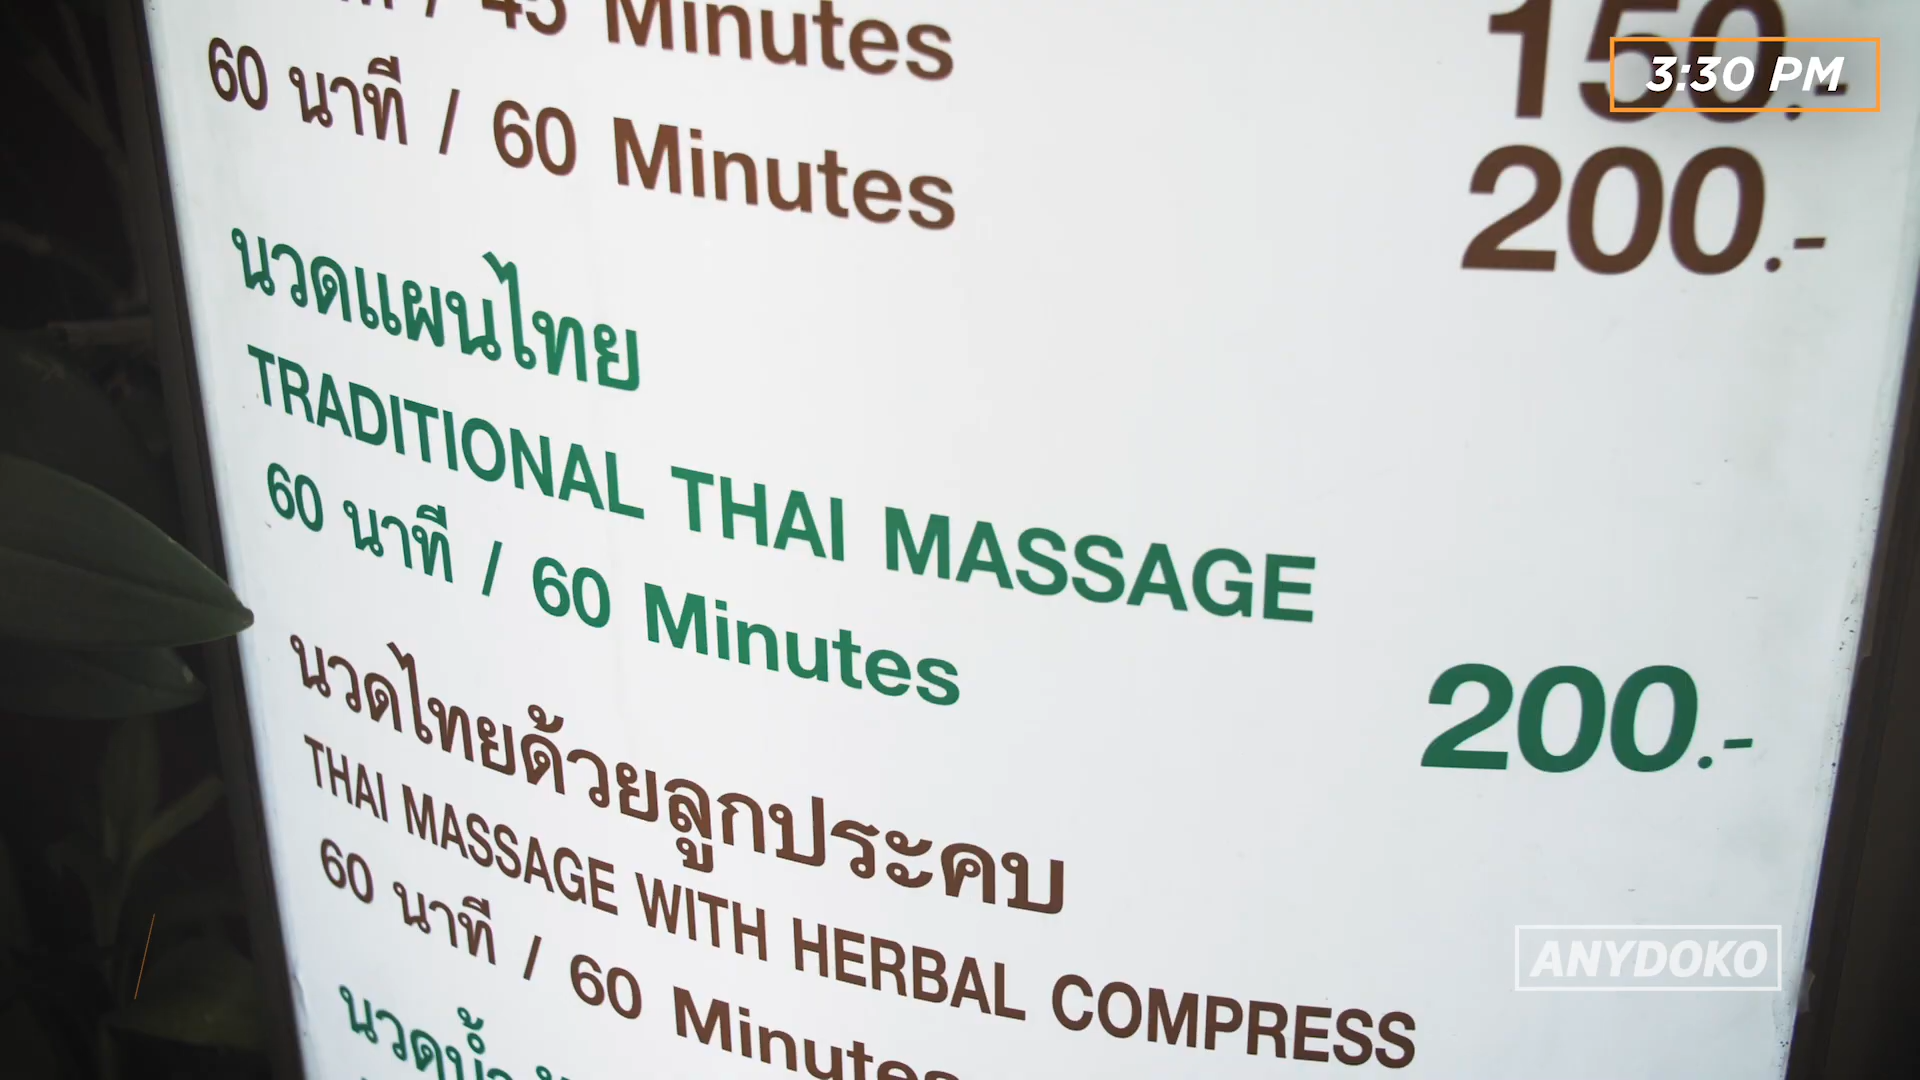 45 Minutes 150.-
3:30 PM
60 นาที / 60 Minutes 200.-
นวดแผนไทย
TRADITIONAL THAI MASSAGE
60 นาที / 60 Minutes 200.-
นวดไทยด้วยลูกประคบ
THAI MASSAGE WITH HERBAL COMPRESS
60 นาที / 60 Minutes
ANYDOKO